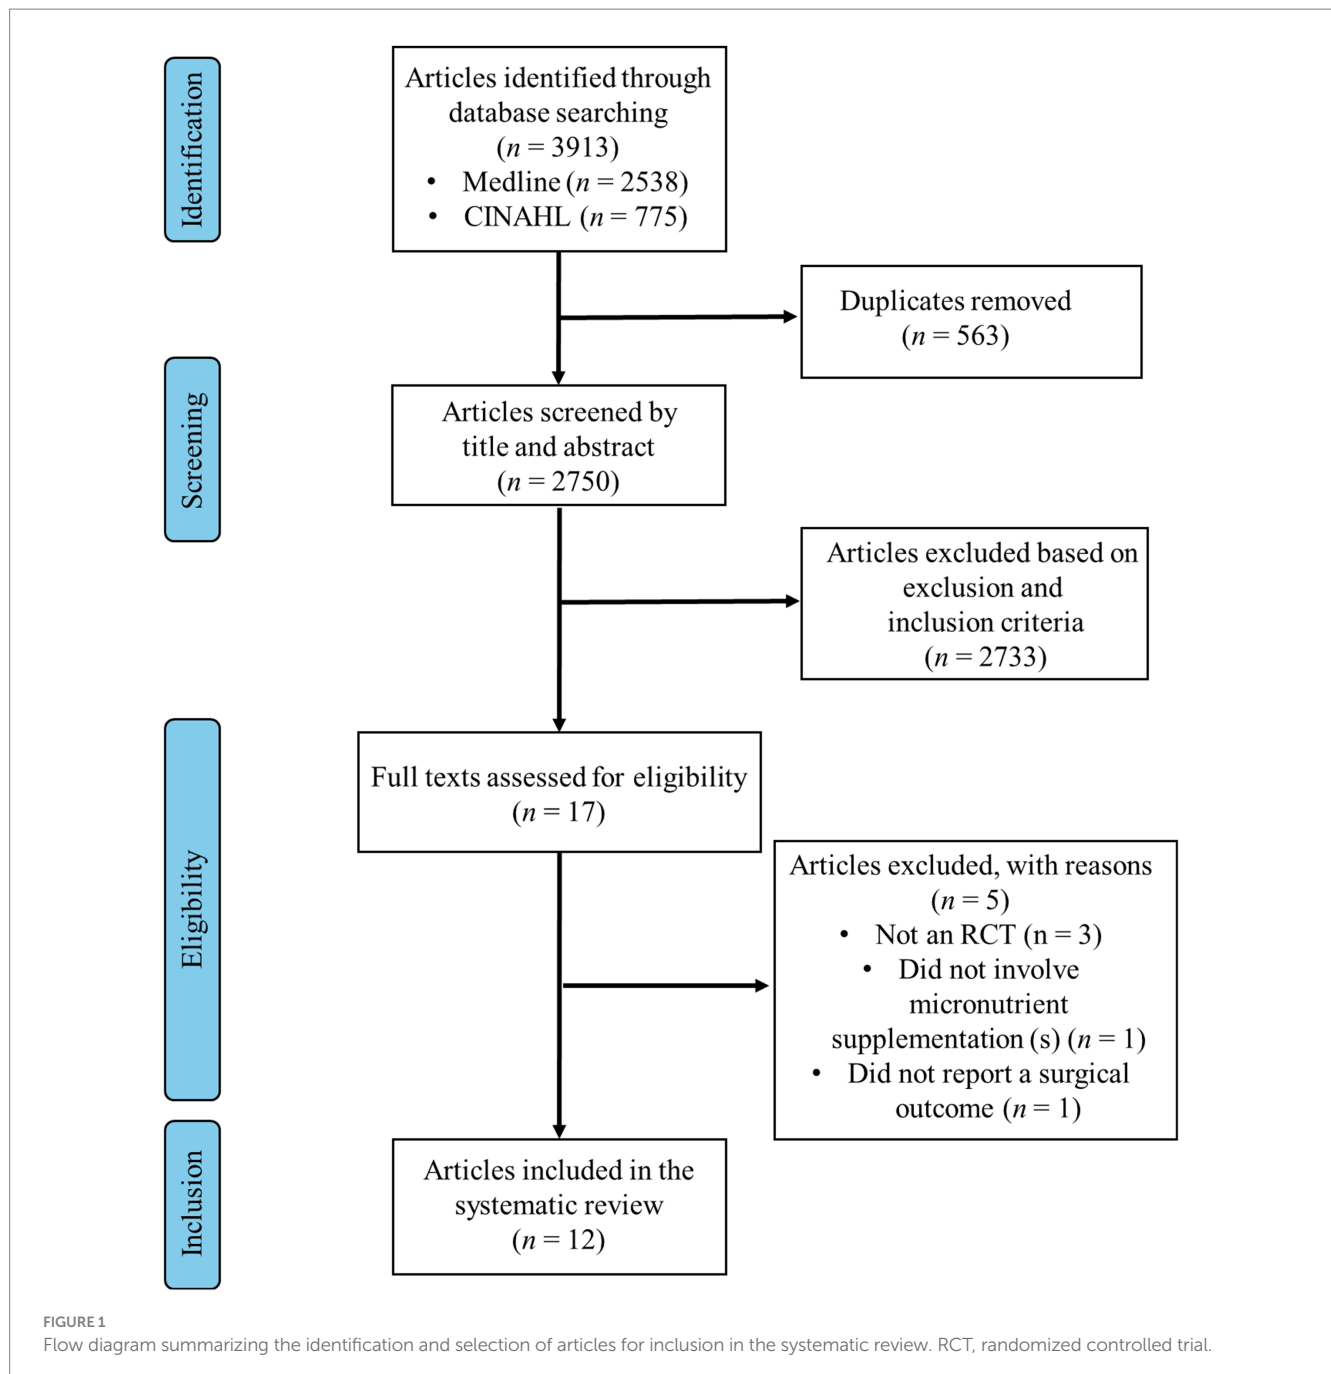 Identification
Articles identified through
database searching
(n = 3913)
• Medline (n = 2538)
• CINAHL (n = 775)
Duplicates removed
(n = 563)
Screening
Articles screened by
title and abstract
(n = 2750)
Articles excluded based on
exclusion and
inclusion criteria
(n = 2733)
Eligibility
Full texts assessed for eligibility
(n = 17)
Articles excluded, with reasons
(n = 5)
• Not an RCT (n = 3)
• Did not involve
micronutrient
supplementation (s) (n = 1)
• Did not report a surgical
outcome (n = 1)
Inclusion
Articles included in the
systematic review
(n = 12)
FIGURE 1
Flow diagram summarizing the identification and selection of articles for inclusion in the systematic review. RCT, randomized controlled trial.